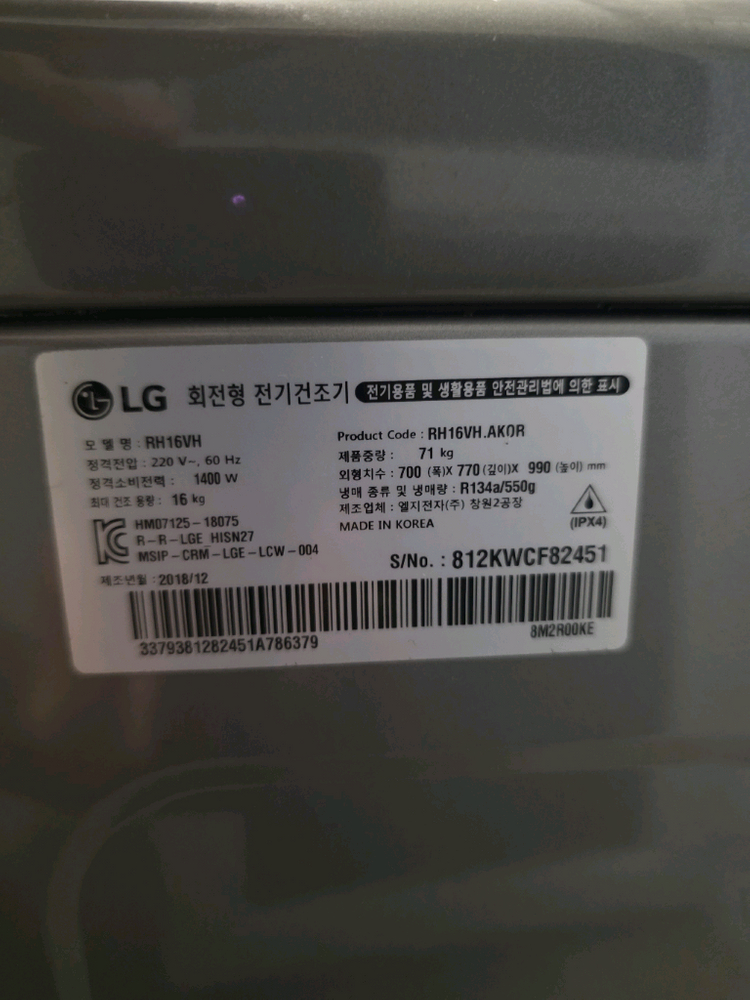 LG 회전형 전기건조기 전기용품 및 생활용품 안전관리법에 의한 표시
모 델 명 : RH16VH
정격전압 : 220 V~, 60 Hz
정격소비전력 : 1400 W
최대 건조 용량 : 16 kg
HM07125-18075
R-R-LGE HISN27
MSIP-CRM-LGE-LCW-004
제조년월 : 2018/12
Product Code : RH16VH.AKOR
제품중량 : 71 kg
외형치수 : 700 (폭)X 770 (깊이)X 990 (높이) mm
냉매 종류 및 냉매량 : R134a/550g
제조업체 : 엘지전자(주) 창원2공장
MADE IN KOREA
(IPX4)
S/No. : 812KWCF82451
3379381282451A786379
8M2R00KE